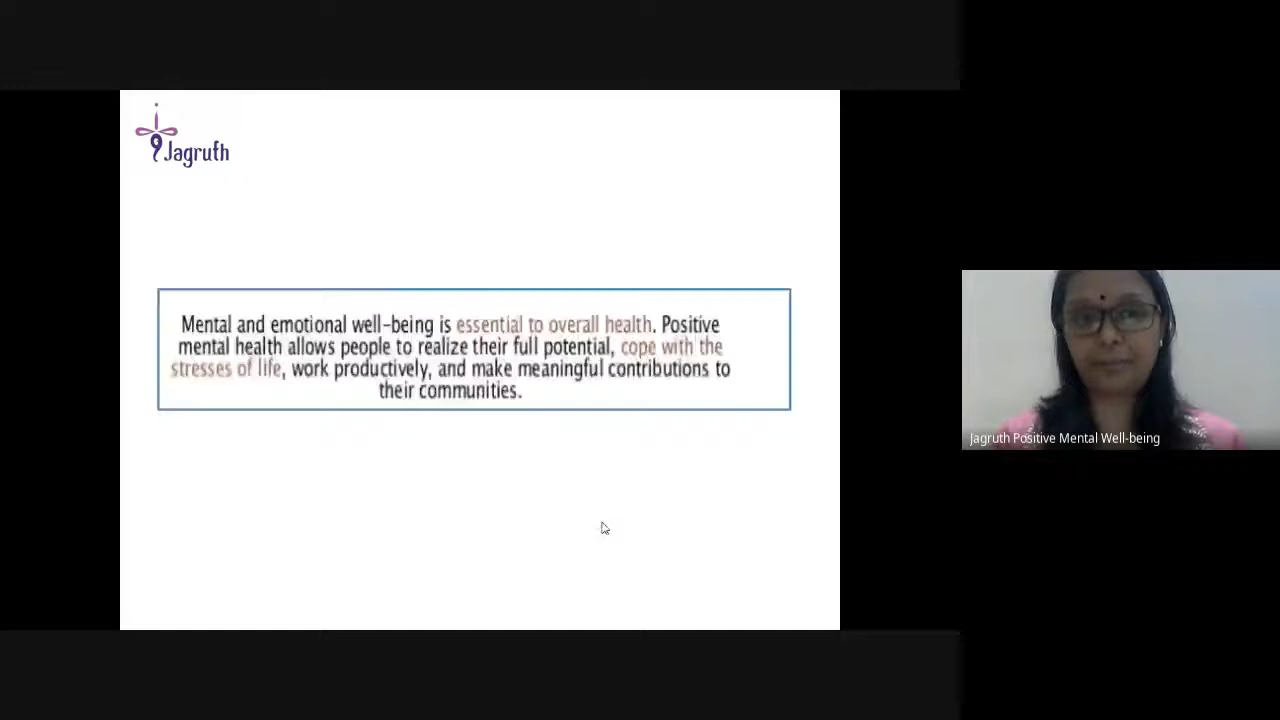 Jagruth
Mental and emotional well-being is essential to overall health. Positive
mental health allows people to realize their full potential, cope with the
stresses of life, work productively, and make meaningful contributions to
their communities.
Jagruth Positive Mental Well-being